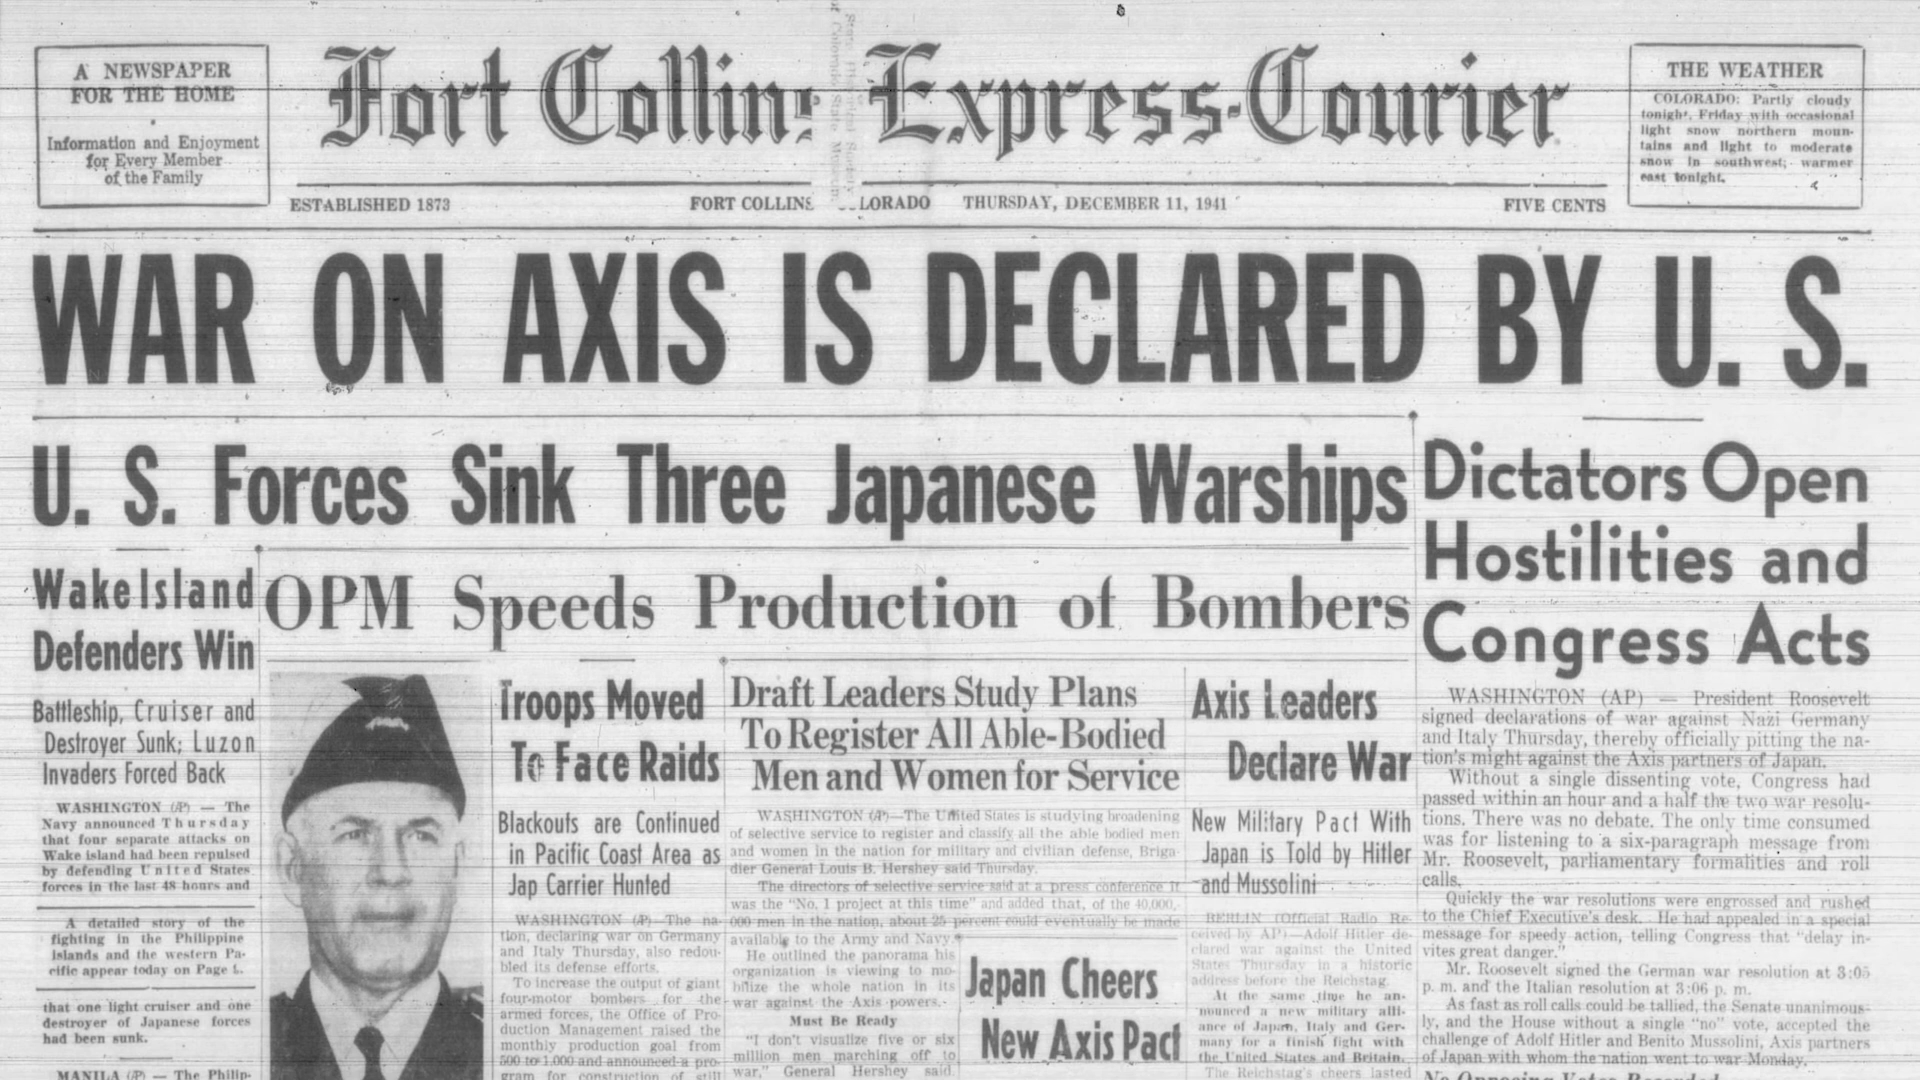 A NEWSPAPER
FOR THE HOME
Information and Enjoyment
for Every Member
of the Family
Fort Collins Express-Courier
THE WEATHER
COLORADO: Partly cloudy
tonight, Friday with occasional
light snow northern moun-
tains and light to moderate
snow in southwest; warmer
east tonight.
ESTABLISHED 1873
FORT COLLINS
LORADO
THURSDAY, DECEMBER 11, 1941
FIVE CENTS
WAR ON AXIS IS DECLARED BY U. S.
U. S. Forces Sink Three Japanese Warships
OPM Speeds Production of Bombers
Wake Island
Defenders Win
Battleship, Cruiser and
Destroyer Sunk; Luzon
Invaders Forced Back
WASHINGTON (AP) — The
Navy announced Thursday
that four separate attacks on
Wake island had been repulsed
by defending United States
forces in the last 48 hours and
A detailed story of the
fighting in the Philippine
islands and the western Pa-
cific appear today on Page
that one light cruiser and one
destroyer of Japanese forces
had been sunk.
MANILA (AP) — The Philip-
Troops Moved
To Face Raids
Blackouts are Continued
in Pacific Coast Area as
Jap Carrier Hunted
WASHINGTON (AP)—The na-
tion, declaring war on Germany
and Italy Thursday, also redou-
bled its defense efforts.
To increase the output of giant
four-motor bombers for the
armed forces, the Office of Pro-
duction Management raised the
monthly production goal from
500 to 1,000 and announced a pro-
gram for construction of still
Draft Leaders Study Plans
To Register All Able-Bodied
Men and Women for Service
WASHINGTON (AP)—The United States is studying broadening
of selective service to register and classify all the able bodied men
and women in the nation for military and civilian defense, Briga-
dier General Louis B. Hershey said Thursday.
The directors of selective service said at a press conference it
was the "No. 1 project at this time" and added that, of the 40,000,-
000 men in the nation, about 25 percent could eventually be made
available to the Army and Navy.
He outlined the panorama his
organization is viewing to mo-
bilize the whole nation in its
war against the Axis powers.
Must Be Ready
"I don't visualize five or six
million men marching off to
war," General Hershey said.
Japan Cheers
New Axis Pact
Axis Leaders
Declare War
New Military Pact With
Japan is Told by Hitler
and Mussolini
BERLIN (Official Radio Re-
ceived by AP)—Adolf Hitler de-
clared war against the United
States Thursday in a historic
address before the Reichstag.
At the same time he an-
nounced a new military alli-
ance of Japan, Italy and Ger-
many for a finish fight with
the United States and Britain.
The Reichstag's cheers lasted
Dictators Open
Hostilities and
Congress Acts
WASHINGTON (AP) — President Roosevelt
signed declarations of war against Nazi Germany
and Italy Thursday, thereby officially pitting the na-
tion's might against the Axis partners of Japan.
Without a single dissenting vote, Congress had
passed within an hour and a half the two war resolu-
tions. There was no debate. The only time consumed
was for listening to a six-paragraph message from
Mr. Roosevelt, parliamentary formalities and roll
calls.
Quickly the war resolutions were engrossed and rushed
to the Chief Executive's desk. He had appealed in a special
message for speedy action, telling Congress that "delay in-
vites great danger."
Mr. Roosevelt signed the German war resolution at 3:05
p. m. and the Italian resolution at 3:06 p. m.
As fast as roll calls could be tallied, the Senate unanimous-
ly, and the House without a single "no" vote, accepted the
challenge of Adolf Hitler and Benito Mussolini, Axis partners
of Japan with whom the nation went to war Monday.